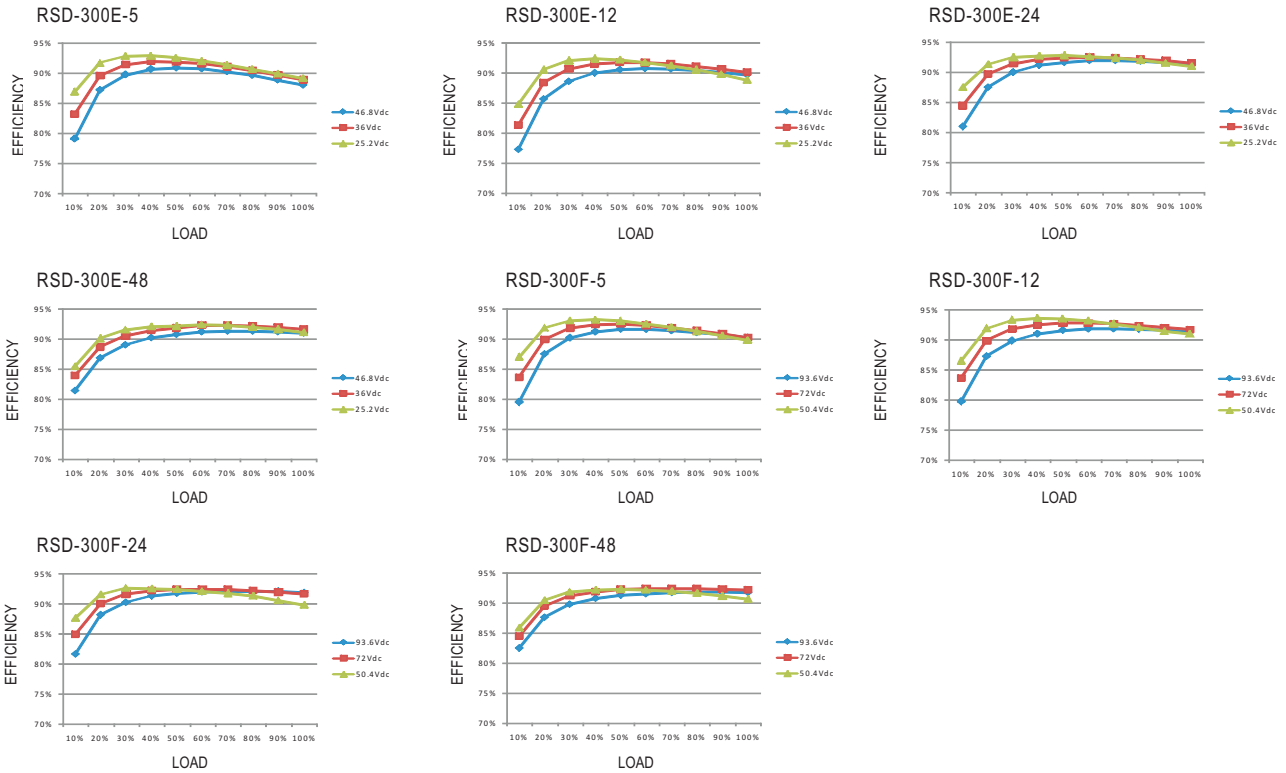 RSD-300E-5
EFFICIENCY
95%
90%
85%
80%
75%
70%
10% 20% 30% 40% 50% 60% 70% 80% 90% 100%
LOAD
46.8Vdc
36Vdc
25.2Vdc
RSD-300E-12
EFFICIENCY
95%
90%
85%
80%
75%
70%
10% 20% 30% 40% 50% 60% 70% 80% 90% 100%
LOAD
46.8Vdc
36Vdc
25.2Vdc
RSD-300E-24
EFFICIENCY
95%
90%
85%
80%
75%
70%
10% 20% 30% 40% 50% 60% 70% 80% 90% 100%
LOAD
46.8Vdc
36Vdc
25.2Vdc
RSD-300E-48
EFFICIENCY
95%
90%
85%
80%
75%
70%
10% 20% 30% 40% 50% 60% 70% 80% 90% 100%
LOAD
46.8Vdc
36Vdc
25.2Vdc
RSD-300F-5
EFFICIENCY
95%
90%
85%
80%
75%
70%
10% 20% 30% 40% 50% 60% 70% 80% 90% 100%
LOAD
93.6Vdc
72Vdc
50.4Vdc
RSD-300F-12
EFFICIENCY
95%
90%
85%
80%
75%
70%
10% 20% 30% 40% 50% 60% 70% 80% 90% 100%
LOAD
93.6Vdc
72Vdc
50.4Vdc
RSD-300F-24
EFFICIENCY
95%
90%
85%
80%
75%
70%
10% 20% 30% 40% 50% 60% 70% 80% 90% 100%
LOAD
93.6Vdc
72Vdc
50.4Vdc
RSD-300F-48
EFFICIENCY
95%
90%
85%
80%
75%
70%
10% 20% 30% 40% 50% 60% 70% 80% 90% 100%
LOAD
93.6Vdc
72Vdc
50.4Vdc